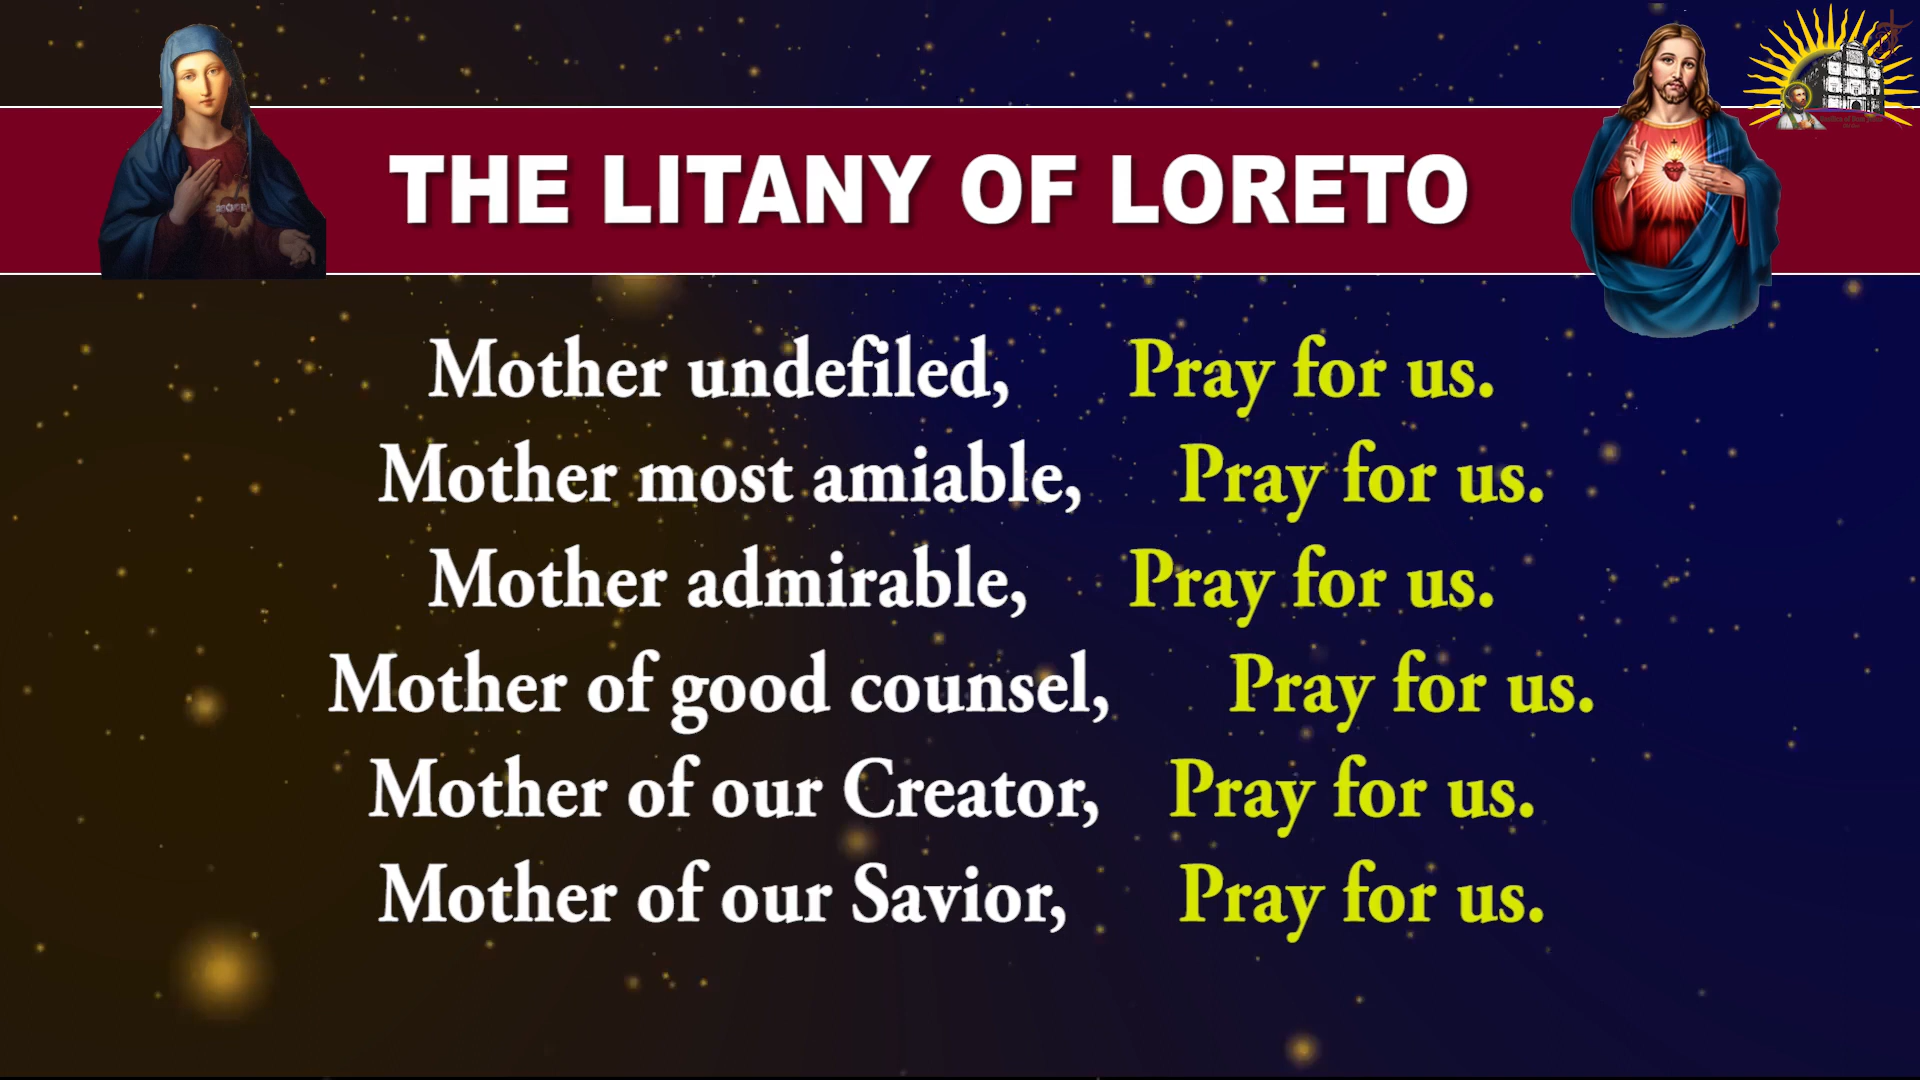 THE LITANY OF LORETO
Mother undefiled, Pray for us.
Mother most amiable, Pray for us.
Mother admirable, Pray for us.
Mother of good counsel, Pray for us.
Mother of our Creator, Pray for us.
Mother of our Savior, Pray for us.